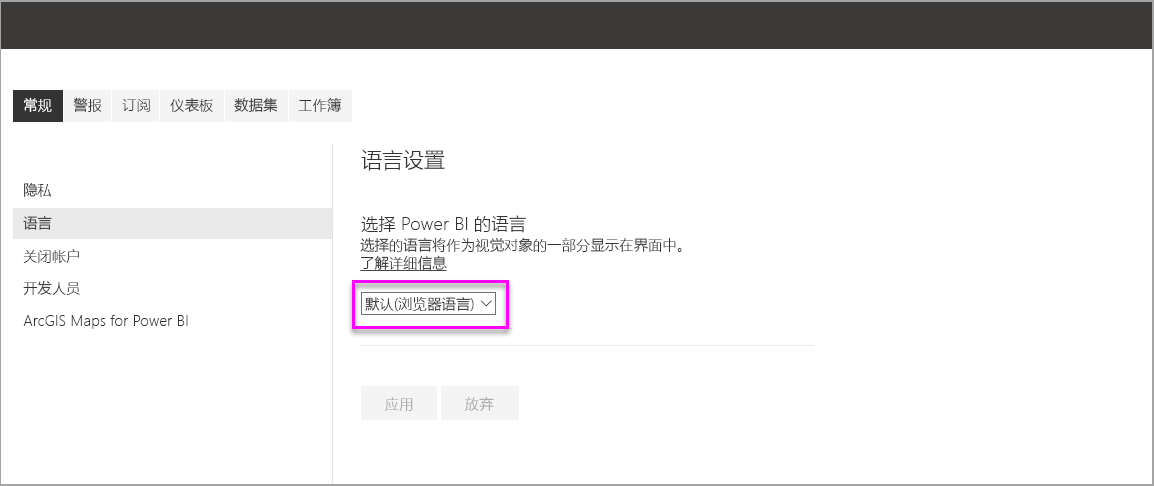 常规 警报 订阅 仪表板 数据集 工作簿
隐私
语言
关闭帐户
开发人员
ArcGIS Maps for Power BI
语言设置
选择 Power BI 的语言
选择的语言将作为视觉对象的一部分显示在界面中。
了解详细信息
默认(浏览器语言)
应用 放弃